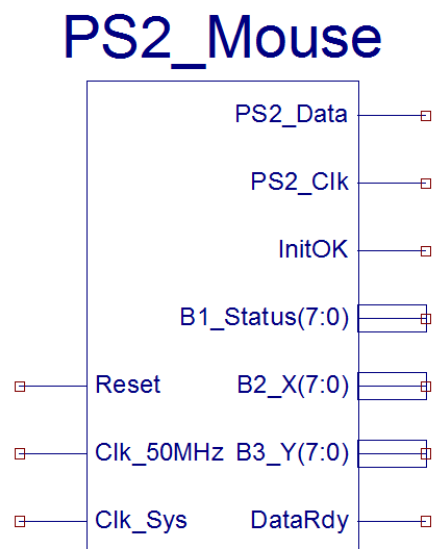 PS2_Mouse
PS2_Data
PS2_Clk
InitOK
B1_Status(7:0)
Reset B2_X(7:0)
Clk_50MHz B3_Y(7:0)
Clk_Sys DataRdy